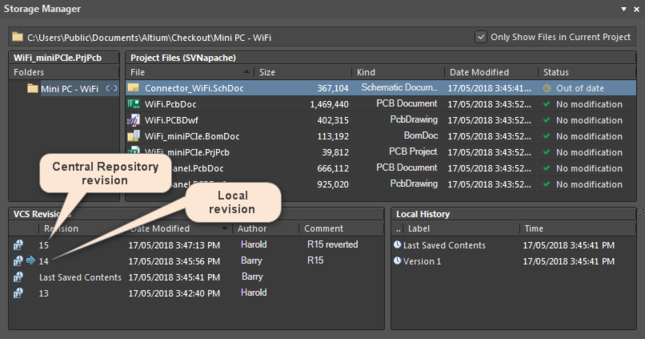 Storage Manager
C:\Users\Public\Documents\Altium\Checkout\Mini PC - WiFi
Only Show Files in Current Project
WiFi_miniPCIe.PrjPcb
Folders
Mini PC - WiFi
Project Files (SVNapache)
File Size Kind Date Modified Status
Connector_WiFi.SchDoc 367,104 Schematic Docum... 17/05/2018 3:45:41... Out of date
WiFi.PcbDoc 1,469,440 PCB Document 17/05/2018 3:43:52... No modification
WiFi.PCBDwf 402,315 PcbDrawing 17/05/2018 3:43:52... No modification
WiFi_miniPCIe.BomDoc 113,192 BomDoc 17/05/2018 3:43:52... No modification
WiFi_miniPCIe.PrjPcb 39,812 PCB Project 17/05/2018 3:43:52... No modification
anel.PcbDoc 666,112 PCB Document 17/05/2018 3:43:52... No modification
panel.PCBDwf 925,020 PcbDrawing 17/05/2018 3:43:52... No modification
Central Repository
revision
Local
revision
VCS Revisions
Revision Date Modified Author Comment
15 17/05/2018 3:47:13 PM Harold R15 reverted
14 17/05/2018 3:45:56 PM Barry R15
Last Saved Contents 17/05/2018 3:45:41 PM Barry
13 17/05/2018 3:42:40 PM Harold
Local History
.. Label Time
Last Saved Contents 17/05/2018 3:45:41 PM
Version 1 17/05/2018 3:45:41 PM